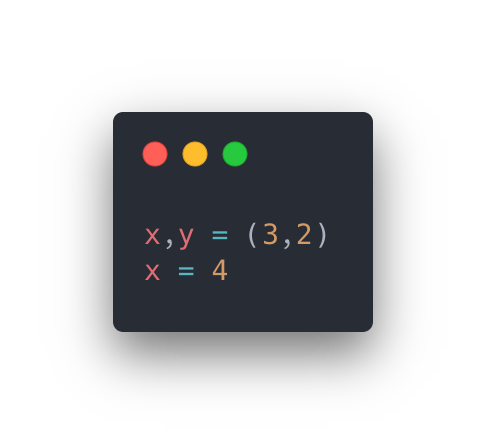 x,y = (3,2)
x = 4